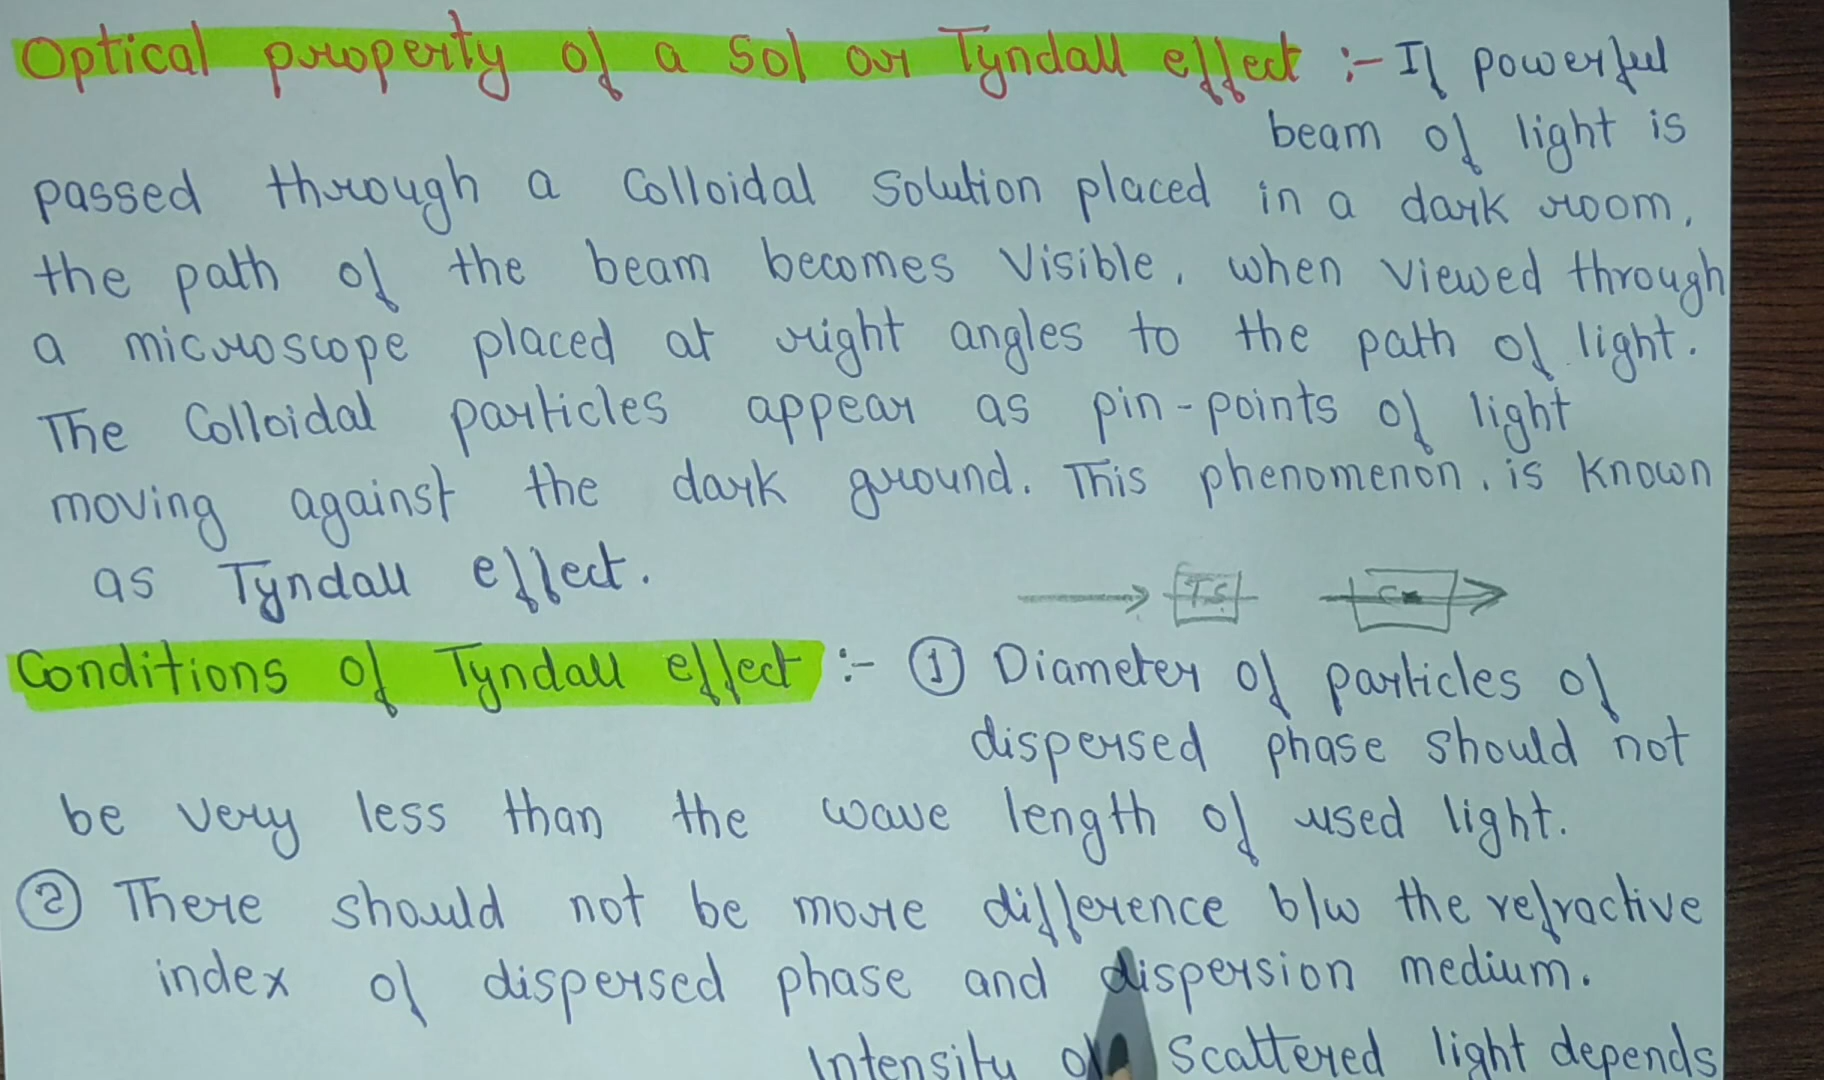 Optical property of a Sol or Tyndall effect :- If powerful
beam of light is
passed through a Colloidal Solution placed in a dark room,
the path of the beam becomes Visible, when viewed through
a microscope placed at right angles to the path of light.
The Colloidal particles appear as pin-points of light
moving against the dark ground. This phenomenon, is known
as Tyndall effect.
T.S.
Conditions of Tyndall effect :- ① Diameter of particles of
dispersed phase should not
be very less than the wave length of used light.
② There should not be more difference b/w the refractive
index of dispersed phase and dispersion medium.
Intensity of Scattered light depends